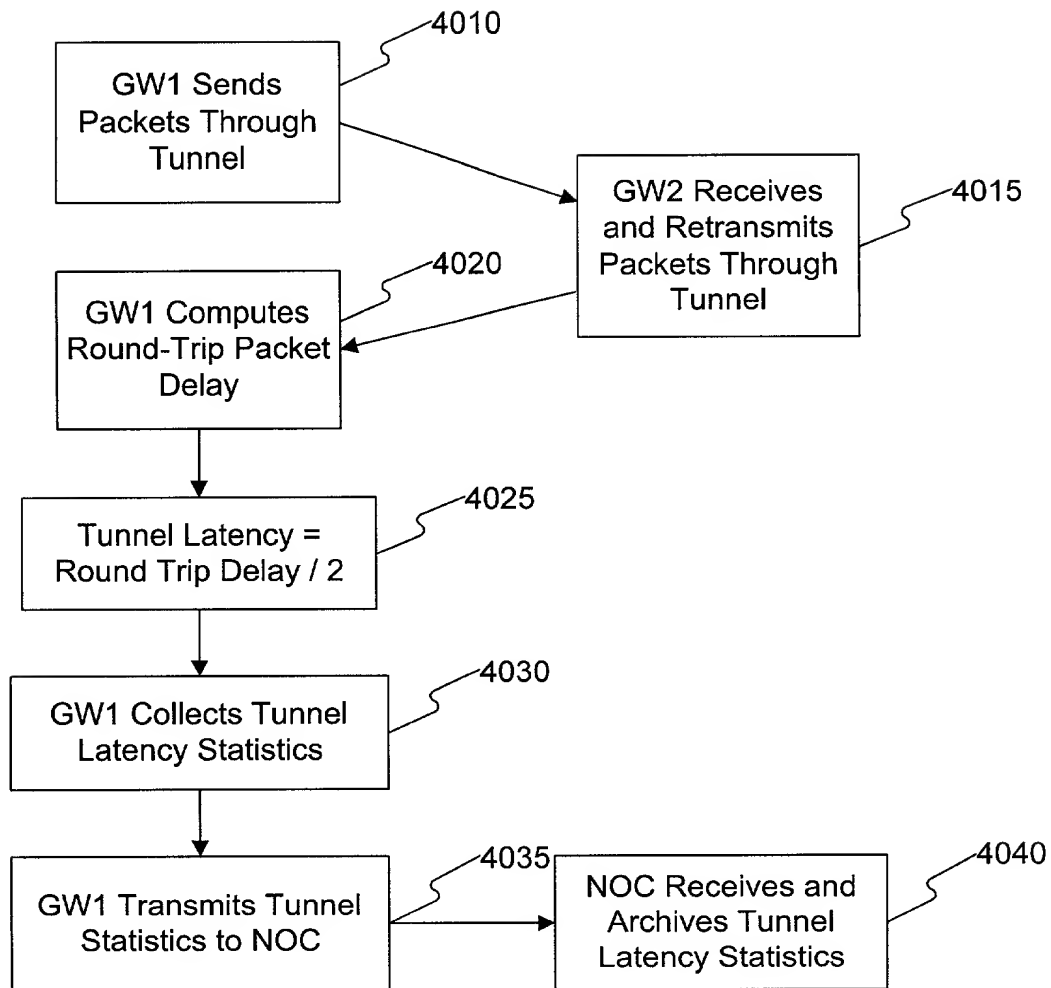 4010
GW1 Sends
Packets Through
Tunnel
GW2 Receives
and Retransmits
Packets Through
Tunnel
4015
4020
GW1 Computes
Round-Trip Packet
Delay
4025
Tunnel Latency =
Round Trip Delay / 2
4030
GW1 Collects Tunnel
Latency Statistics
4035
GW1 Transmits Tunnel
Statistics to NOC
4040
NOC Receives and
Archives Tunnel
Latency Statistics